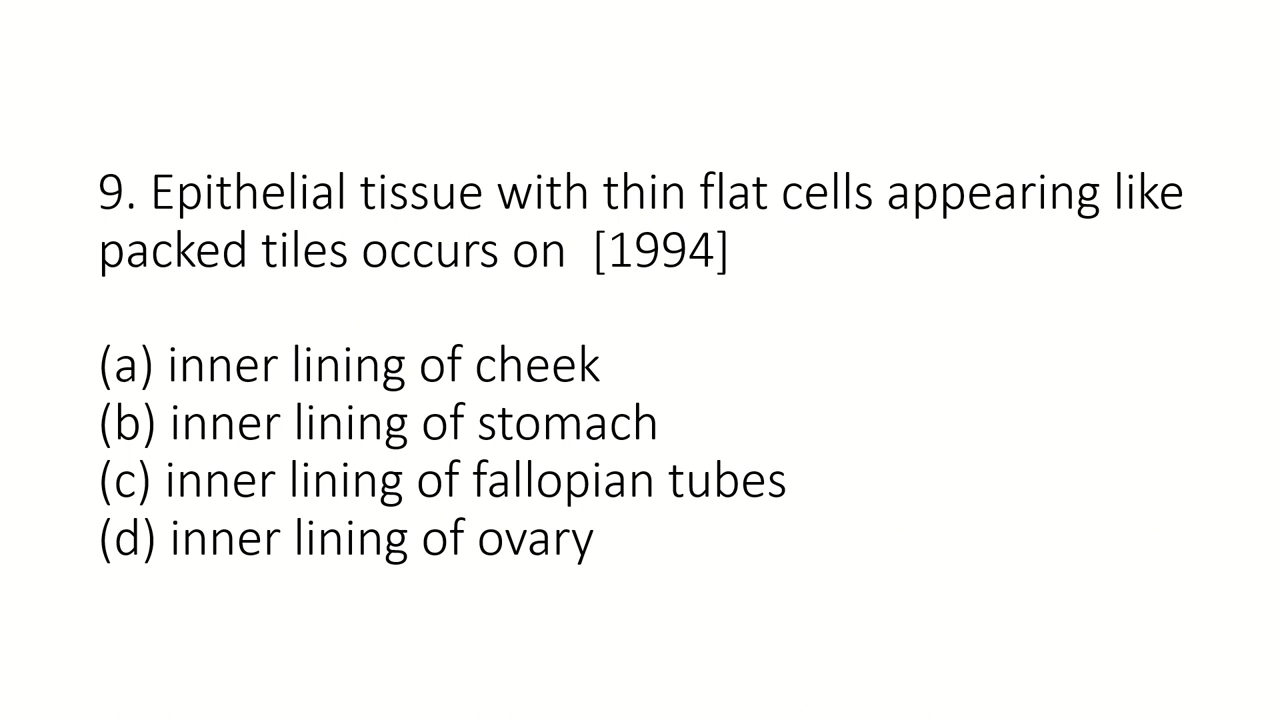 9. Epithelial tissue with thin flat cells appearing like
packed tiles occurs on  [1994]
(a) inner lining of cheek
(b) inner lining of stomach
(c) inner lining of fallopian tubes
(d) inner lining of ovary